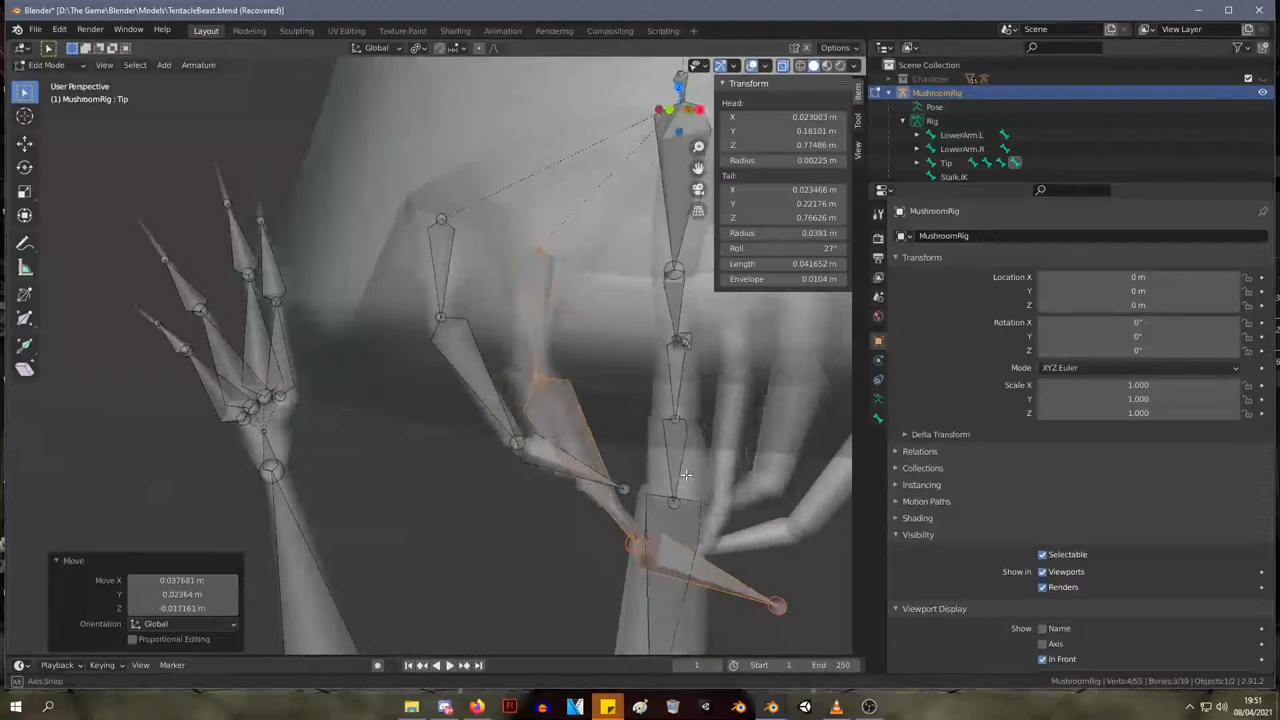 Blender* [D:\The Game\Blender\Models\TentacleBeast.blend (Recovered)]
File Edit Render Window Help Layout Modeling Sculpting UV Editing Texture Paint Shading Animation Rendering Compositing Scripting + Scene View Layer
Global Options
Edit Mode View Select Add Armature
User Perspective
(1) MushroomRig : Tip
Transform
Head:
X 0.023003 m
Y 0.18101 m
Z 0.77486 m
Radius 0.00225 m
Tail:
X 0.023466 m
Y 0.22176 m
Z 0.76626 m
Radius 0.0381 m
Roll 27°
Length 0.041652 m
Envelope 0.0104 m
Item
Tool
View
Scene Collection
Character
MushroomRig
Pose
Rig
LowerArm.L
LowerArm.R
Tip
Stalk.IK
MushroomRig
MushroomRig
Transform
Location X 0 m
Y 0 m
Z 0 m
Rotation X 0°
Y 0°
Z 0°
Mode XYZ Euler
Scale X 1.000
Y 1.000
Z 1.000
Delta Transform
Relations
Collections
Instancing
Motion Paths
Shading
Visibility
Selectable
Show in Viewports
Renders
Viewport Display
Show Name
Axis
In Front
Move
Move X 0.037681 m
Y 0.02364 m
Z -0.017161 m
Orientation Global
Proportional Editing
Playback Keying View Marker 1 Start 1 End 250
Axis Snap
MushroomRig | Verts:4/55 | Bones:3/39 | Objects:1/2 | 2.91.2
19:51
08/04/2021